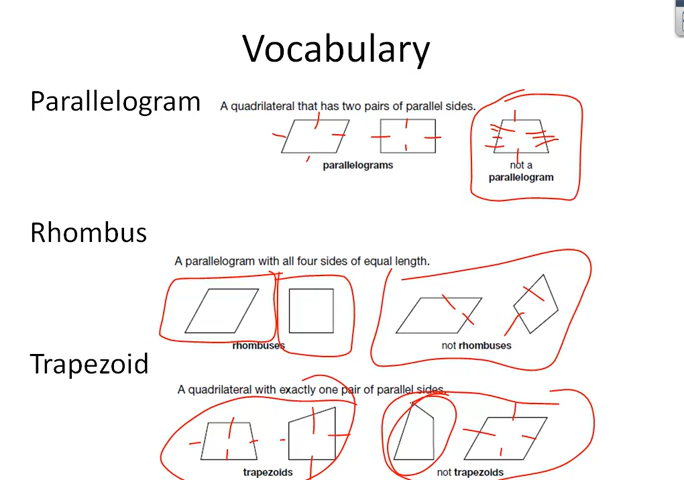 Vocabulary
Parallelogram
A quadrilateral that has two pairs of parallel sides.
parallelograms
not a
parallelogram
Rhombus
A parallelogram with all four sides of equal length.
rhombuses
not rhombuses
Trapezoid
A quadrilateral with exactly one pair of parallel sides.
trapezoids
not trapezoids